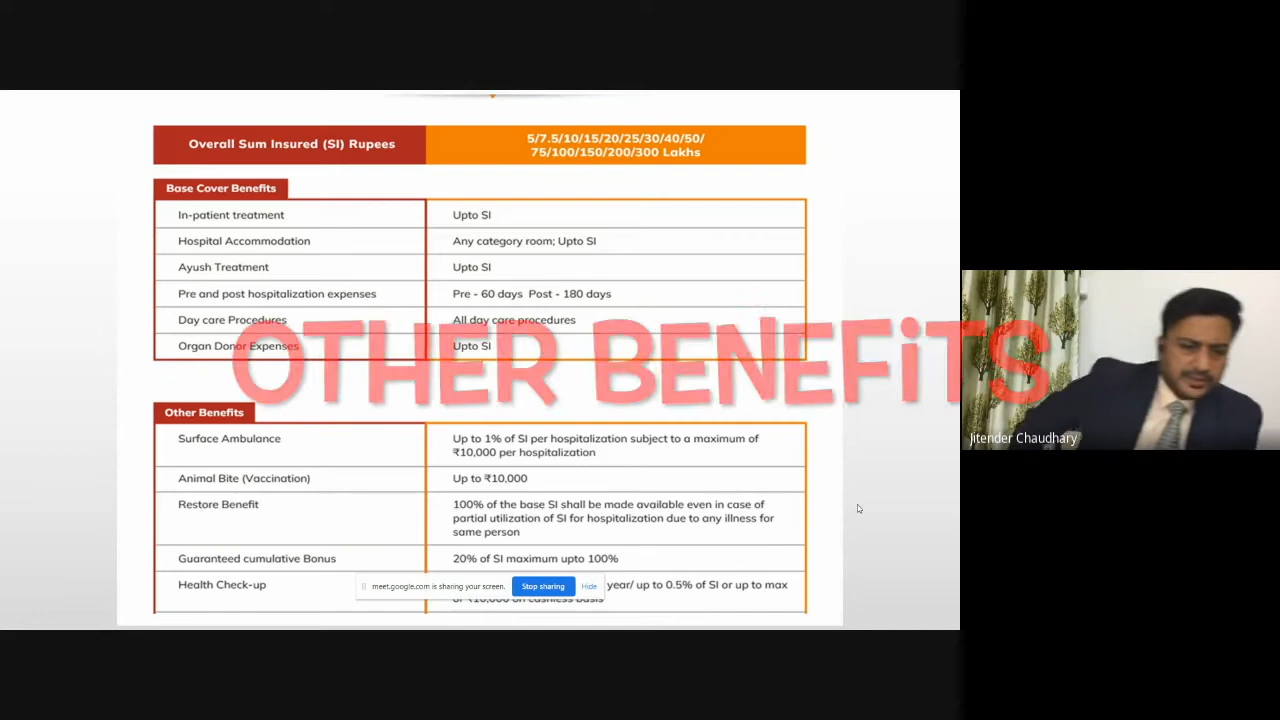 Overall Sum Insured (SI) Rupees
5/7.5/10/15/20/25/30/40/50/
75/100/150/200/300 Lakhs
Base Cover Benefits
In-patient treatment Upto SI
Hospital Accommodation Any category room; Upto SI
Ayush Treatment Upto SI
Pre and post hospitalization expenses Pre - 60 days Post - 180 days
Day care Procedures All day care procedures
Organ Donor Expenses Upto SI
OTHER BENEFiTS
Other Benefits
Surface Ambulance Up to 1% of SI per hospitalization subject to a maximum of
₹10,000 per hospitalization
Animal Bite (Vaccination) Up to ₹10,000
Restore Benefit 100% of the base SI shall be made available even in case of
partial utilization of SI for hospitalization due to any illness for
same person
Guaranteed cumulative Bonus 20% of SI maximum upto 100%
Health Check-up year/ up to 0.5% of SI or up to max
of ₹10,000 on cashless basis
meet.google.com is sharing your screen. Stop sharing Hide
Jitender Chaudhary